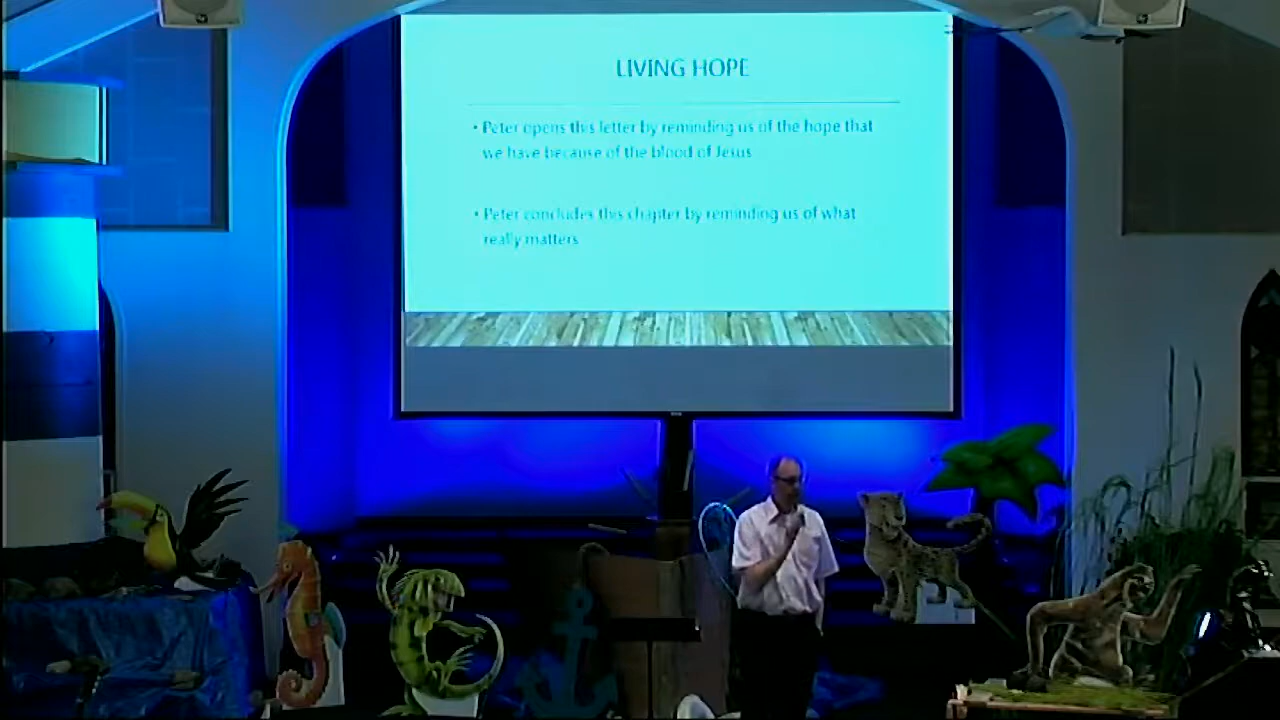 LIVING HOPE
• Peter opens this letter by reminding us of the hope that
we have because of the blood of Jesus
• Peter concludes this chapter by reminding us of what
really matters